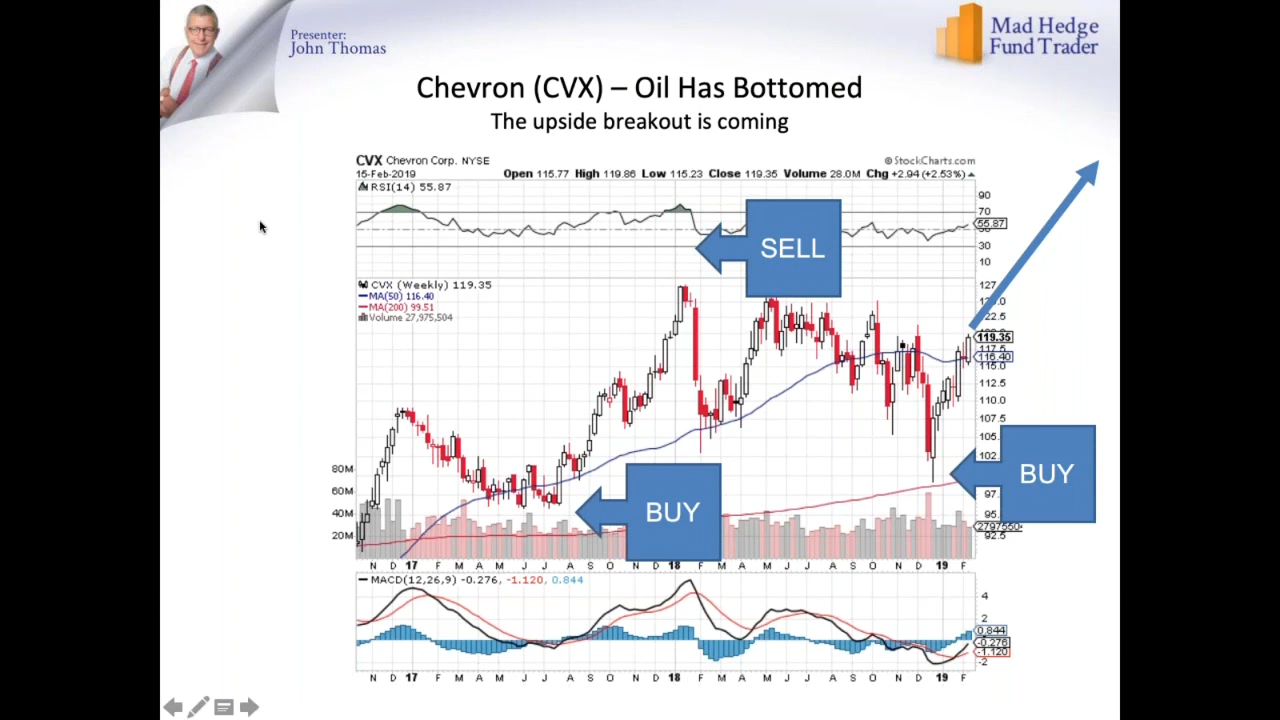 Presenter:
John Thomas
Mad Hedge
Fund Trader
Chevron (CVX) – Oil Has Bottomed
The upside breakout is coming
CVX Chevron Corp. NYSE
© StockCharts.com
15-Feb-2019
Open 115.77 High 119.86 Low 115.23 Close 119.35 Volume 28.0M Chg +2.94 (+2.53%)
RSI(14) 55.87
90
70
55.87
30
10
SELL
CVX (Weekly) 119.35
MA(50) 116.40
MA(200) 99.51
Volume 27,975,504
122.5
119.35
117.5
116.40
115.0
112.5
110.0
107.5
105.
102.
97.
95.
92.5
80M
60M
40M
20M
BUY
BUY
N D 17 F M A M J J A S O N D 18 F M A M J J A S O N D 19 F
MACD(12,26,9) -0.276, -1.120, 0.844
4
2
0.844
-0.276
-1.120
-2
N D 17 F M A M J J A S O N D 18 F M A M J J A S O N D 19 F